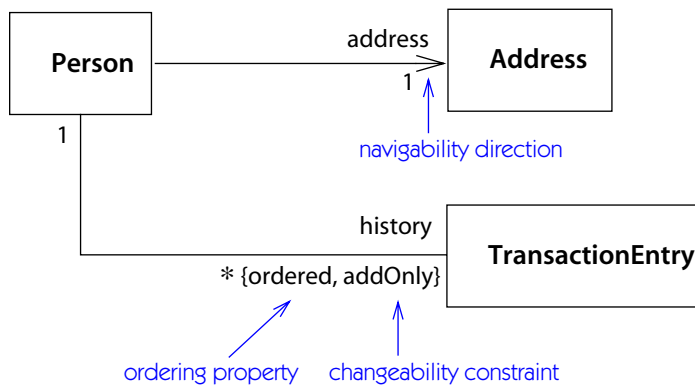 address
Person
Address
1
1
navigability direction
history
TransactionEntry
* {ordered, addOnly}
ordering property
changeability constraint